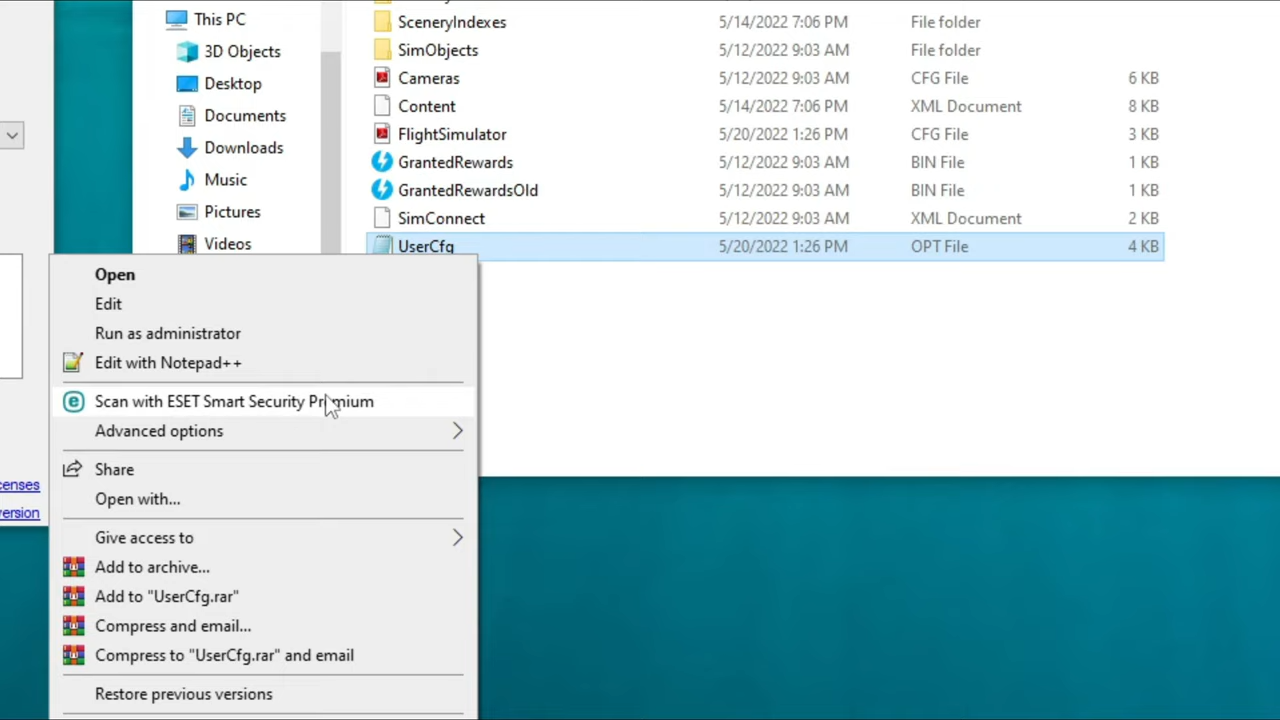 This PC
3D Objects
Desktop
Documents
Downloads
Music
Pictures
Videos
SceneryIndexes 5/14/2022 7:06 PM File folder
SimObjects 5/12/2022 9:03 AM File folder
Cameras 5/12/2022 9:03 AM CFG File 6 KB
Content 5/14/2022 7:06 PM XML Document 8 KB
FlightSimulator 5/20/2022 1:26 PM CFG File 3 KB
GrantedRewards 5/12/2022 9:03 AM BIN File 1 KB
GrantedRewardsOld 5/12/2022 9:03 AM BIN File 1 KB
SimConnect 5/12/2022 9:03 AM XML Document 2 KB
UserCfg 5/20/2022 1:26 PM OPT File 4 KB
Open
Edit
Run as administrator
Edit with Notepad++
Scan with ESET Smart Security Premium
Advanced options
Share
Open with...
Give access to
Add to archive...
Add to "UserCfg.rar"
Compress and email...
Compress to "UserCfg.rar" and email
Restore previous versions
censes
version